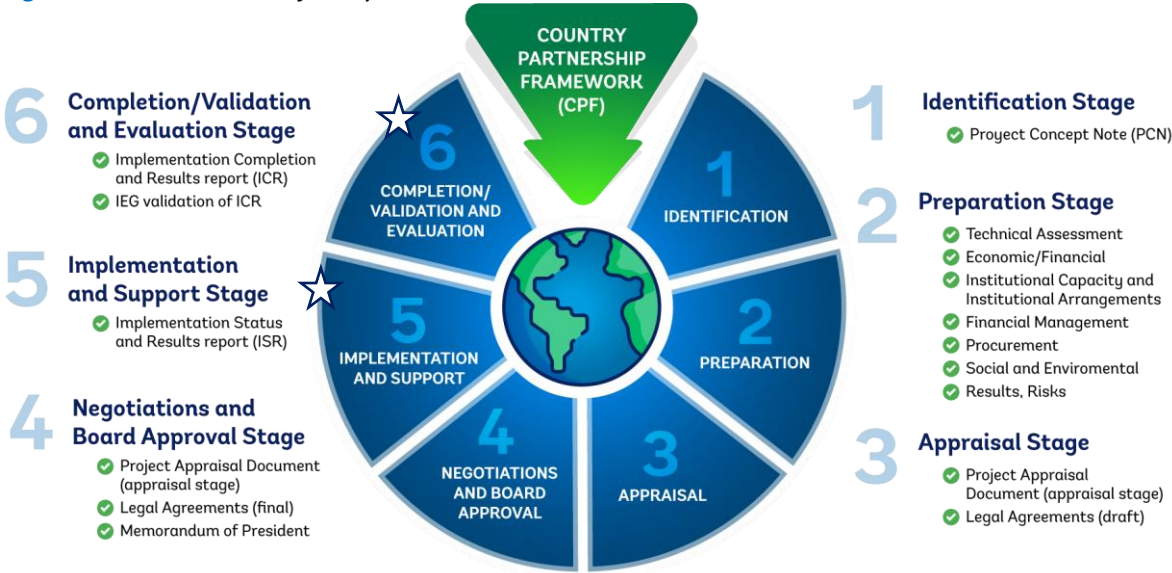 COUNTRY
PARTNERSHIP
FRAMEWORK
(CPF)
6
Completion/Validation
and Evaluation Stage
Implementation Completion
and Results report (ICR)
IEG validation of ICR
5
Implementation
and Support Stage
Implementation Status
and Results report (ISR)
4
Negotiations and
Board Approval Stage
Project Appraisal Document
(appraisal stage)
Legal Agreements (final)
Memorandum of President
6
COMPLETION/
VALIDATION AND
EVALUATION
5
IMPLEMENTATION
AND SUPPORT
4
NEGOTIATIONS
AND BOARD
APPROVAL
3
APPRAISAL
2
PREPARATION
1
IDENTIFICATION
1
Identification Stage
Proyect Concept Note (PCN)
2
Preparation Stage
Technical Assessment
Economic/Financial
Institutional Capacity and
Institutional Arrangements
Financial Management
Procurement
Social and Enviromental
Results, Risks
3
Appraisal Stage
Project Appraisal
Document (appraisal stage)
Legal Agreements (draft)